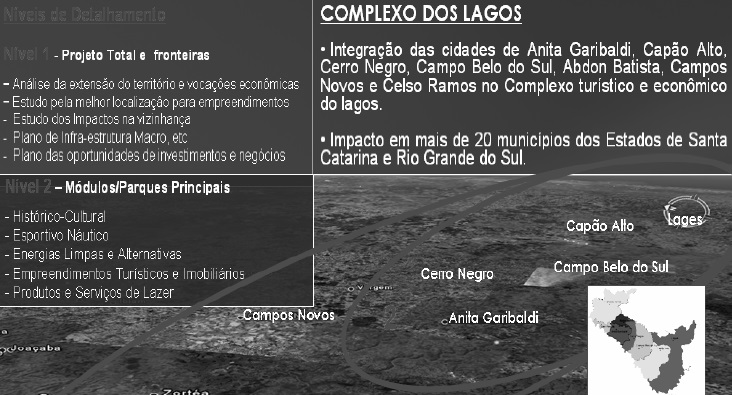 Níveis de Detalhamento
Nível 1 - Projeto Total e fronteiras
- Análise da extensão do território e vocações econômicas
- Estudo pela melhor localização para empreendimentos
- Estudo dos Impactos na vizinhança
- Plano de Infra-estrutura Macro, etc
- Plano das oportunidades de investimentos e negócios
Nível 2 – Módulos/Parques Principais
- Histórico-Cultural
- Esportivo Náutico
- Energias Limpas e Alternativas
- Empreendimentos Turísticos e Imobiliários
- Produtos e Serviços de Lazer
COMPLEXO DOS LAGOS
• Integração das cidades de Anita Garibaldi, Capão Alto,
Cerro Negro, Campo Belo do Sul, Abdon Batista, Campos
Novos e Celso Ramos no Complexo turístico e econômico
do lagos.
• Impacto em mais de 20 municípios dos Estados de Santa
Catarina e Rio Grande do Sul.
Lages
Capão Alto
Campo Belo do Sul
Cerro Negro
Campos Novos
Anita Garibaldi
Joaçaba
Zortéa